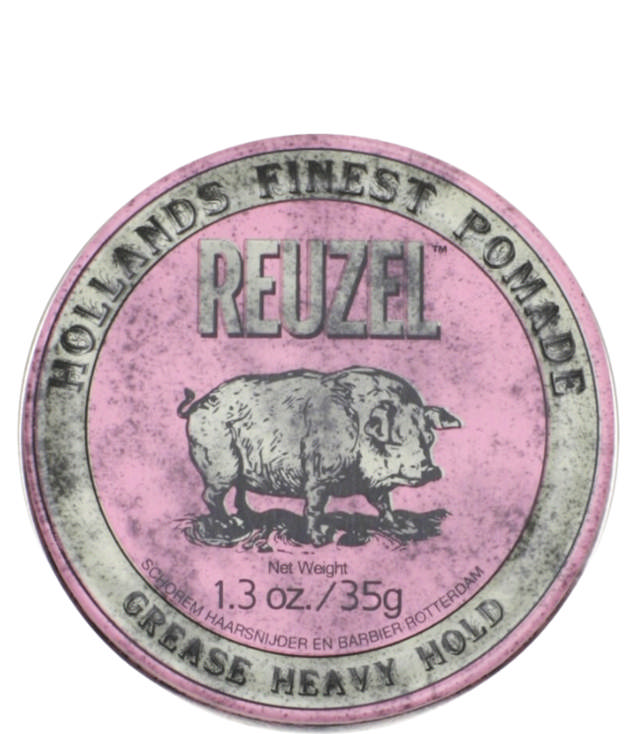 HOLLANDS FINEST POMADE
REUZEL™
Net Weight
1.3 oz./35g
SCHOREM HAARSNIJDER EN BARBIER ROTTERDAM
GREASE HEAVY HOLD